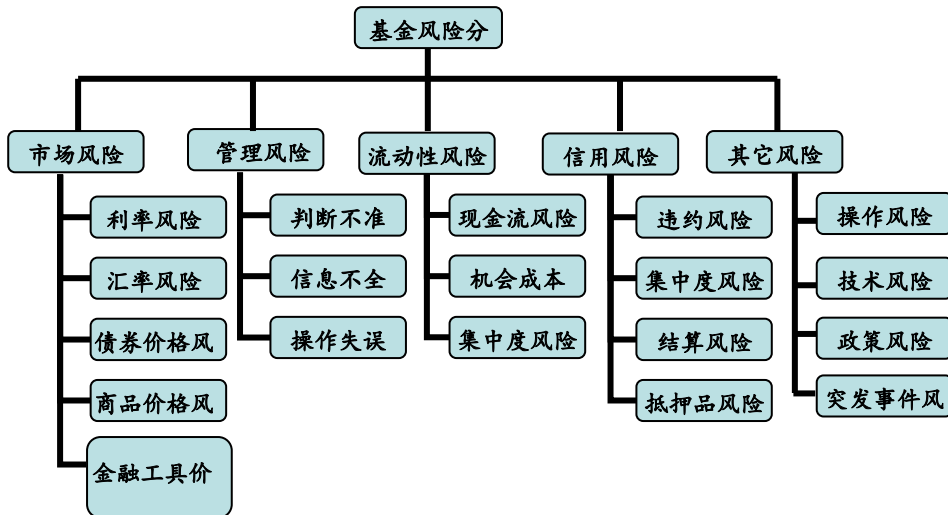 基金风险分
市场风险
管理风险
流动性风险
信用风险
其它风险
利率风险
汇率风险
债券价格风
商品价格风
金融工具价
判断不准
信息不全
操作失误
现金流风险
机会成本
集中度风险
违约风险
集中度风险
结算风险
抵押品风险
操作风险
技术风险
政策风险
突发事件风